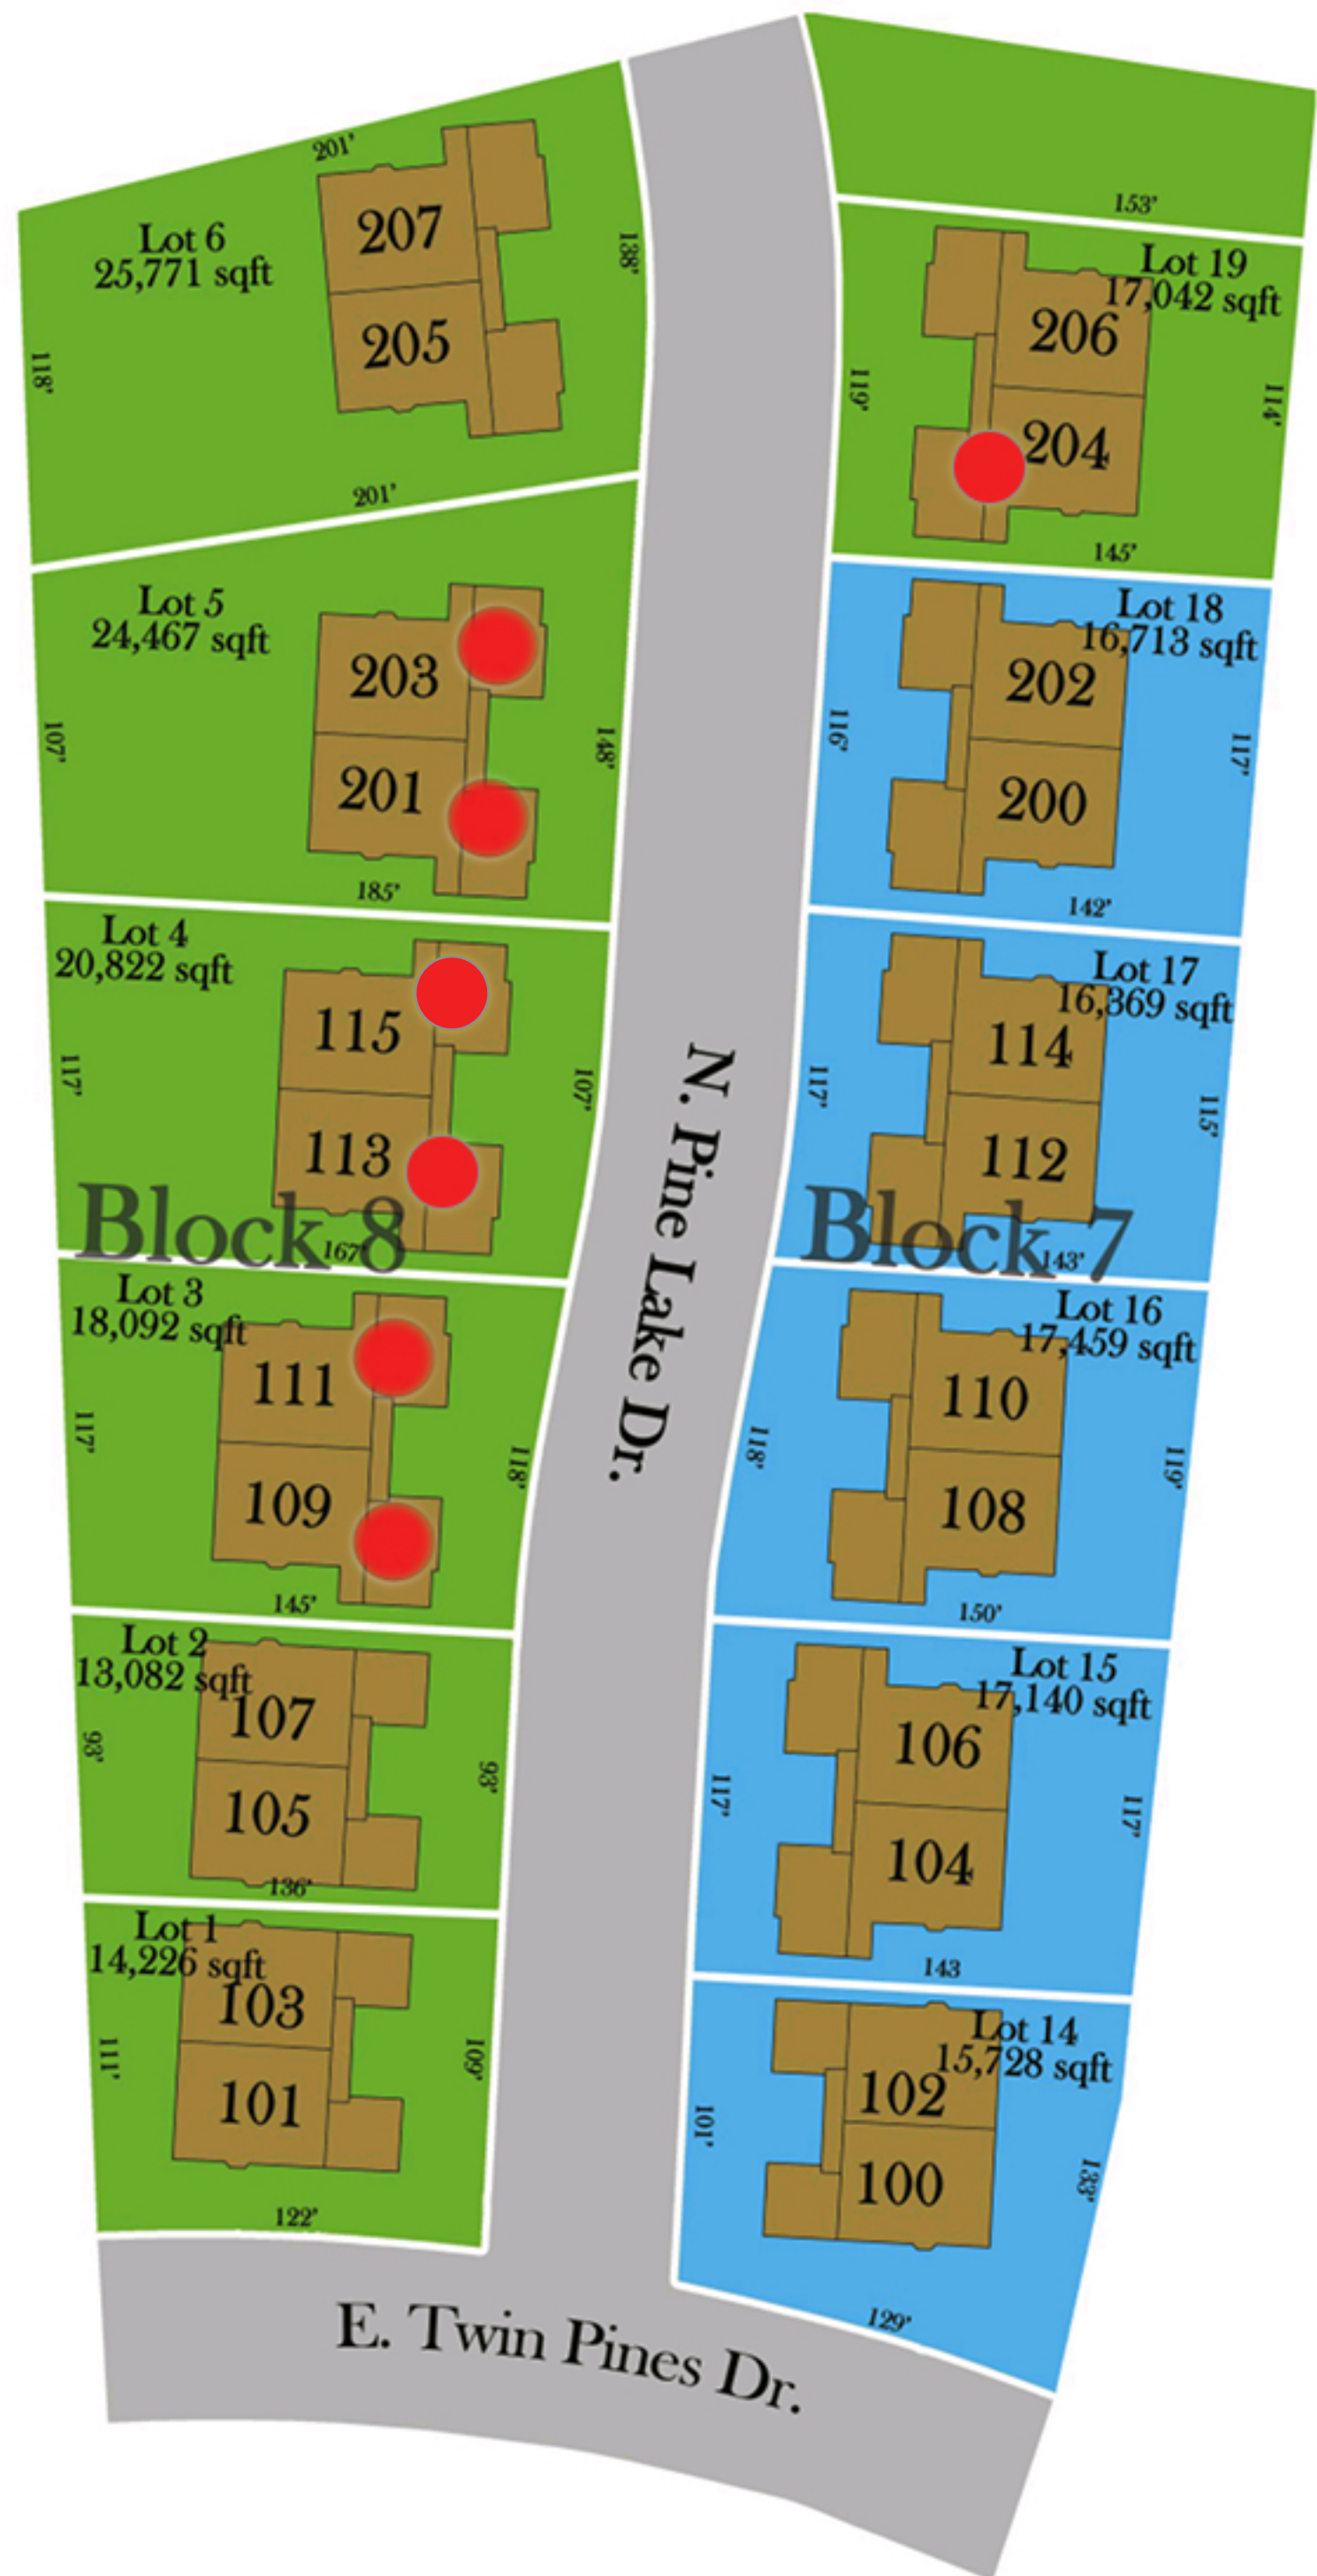 201'
Lot 6
25,771 sqft
207
205
118'
138'
201'
Lot 5
24,467 sqft
203
201
107'
148'
185'
Lot 4
20,822 sqft
115
113
117'
107'
Block 8
167'
Lot 3
18,092 sqft
111
109
117'
118'
145'
Lot 2
13,082 sqft
107
105
93'
93'
136'
Lot 1
14,226 sqft
103
101
111'
109'
122'
N. Pine Lake Dr.
153'
Lot 19
17,042 sqft
206
204
119'
114'
145'
Lot 18
16,713 sqft
202
200
116'
117'
142'
Lot 17
16,369 sqft
114
112
117'
115'
Block 7
143'
Lot 16
17,459 sqft
110
108
118'
119'
150'
Lot 15
17,140 sqft
106
104
117'
117'
143
Lot 14
15,728 sqft
102
100
101'
133'
129'
E. Twin Pines Dr.